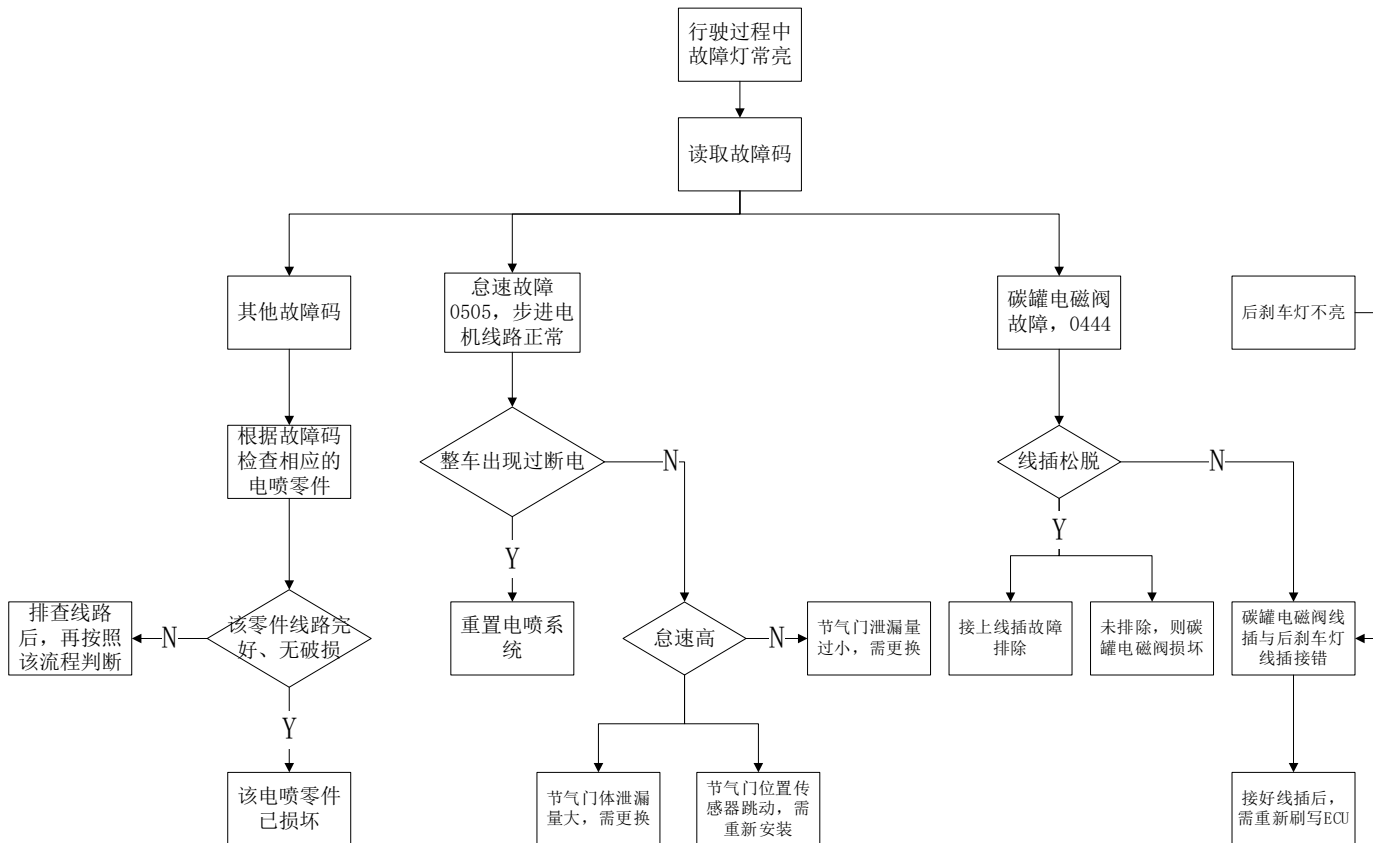 行驶过程中
故障灯常亮
读取故障码
其他故障码
怠速故障
0505，步进电
机线路正常
碳罐电磁阀
故障，0444
后刹车灯不亮
根据故障码
检查相应的
电喷零件
整车出现过断电
N
线插松脱
N
Y
Y
排查线路
后，再按照
该流程判断
N
该零件线路完
好、无破损
重置电喷系
统
怠速高
N
节气门泄漏量
过小，需更换
接上线插故障
排除
未排除，则碳
罐电磁阀损坏
碳罐电磁阀线
插与后刹车灯
线插接错
Y
该电喷零件
已损坏
节气门体泄漏
量大，需更换
节气门位置传
感器跳动，需
重新安装
接好线插后，
需重新刷写ECU